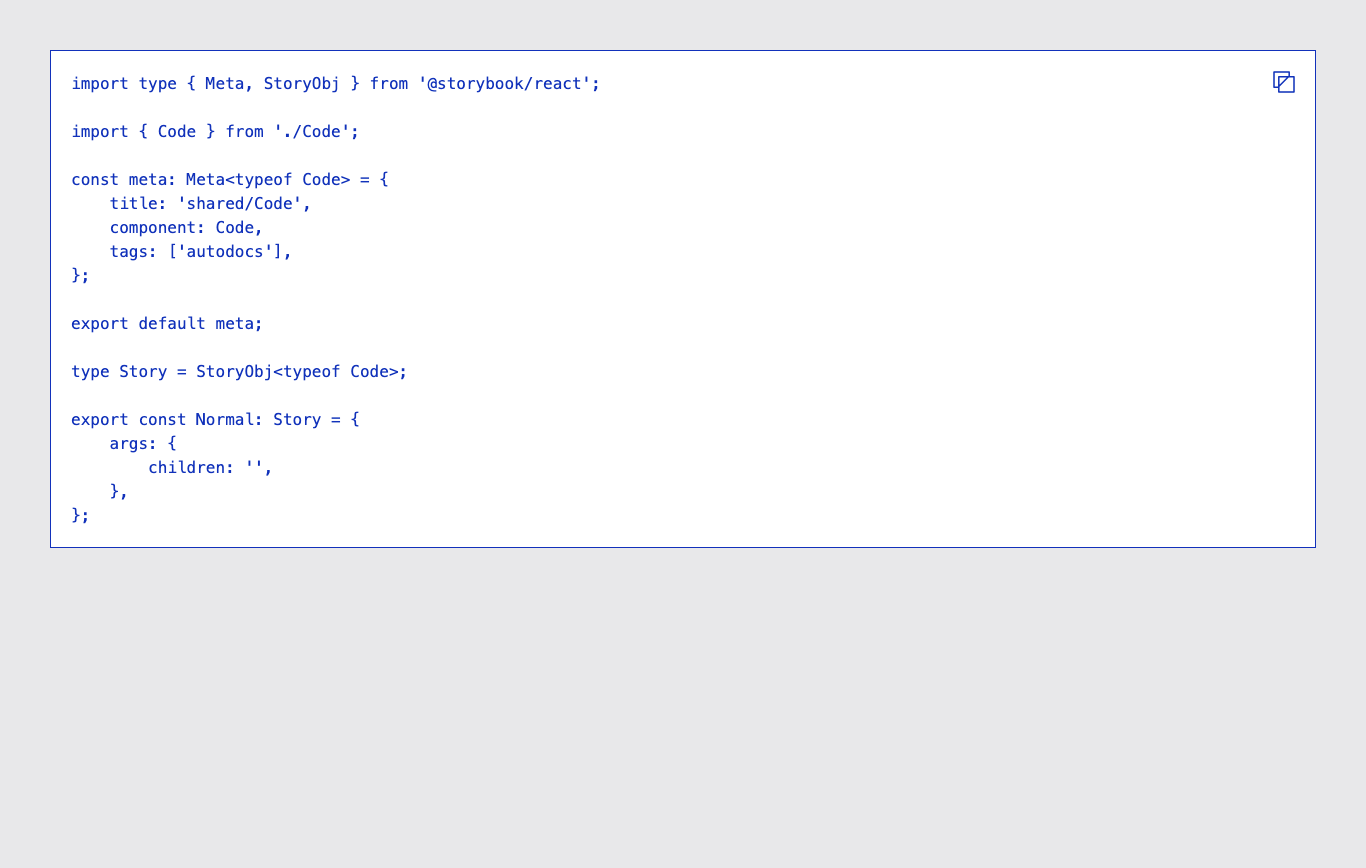 import type { Meta, StoryObj } from '@storybook/react';

import { Code } from './Code';

const meta: Meta<typeof Code> = {
    title: 'shared/Code',
    component: Code,
    tags: ['autodocs'],
};

export default meta;

type Story = StoryObj<typeof Code>;

export const Normal: Story = {
    args: {
        children: '',
    },
};